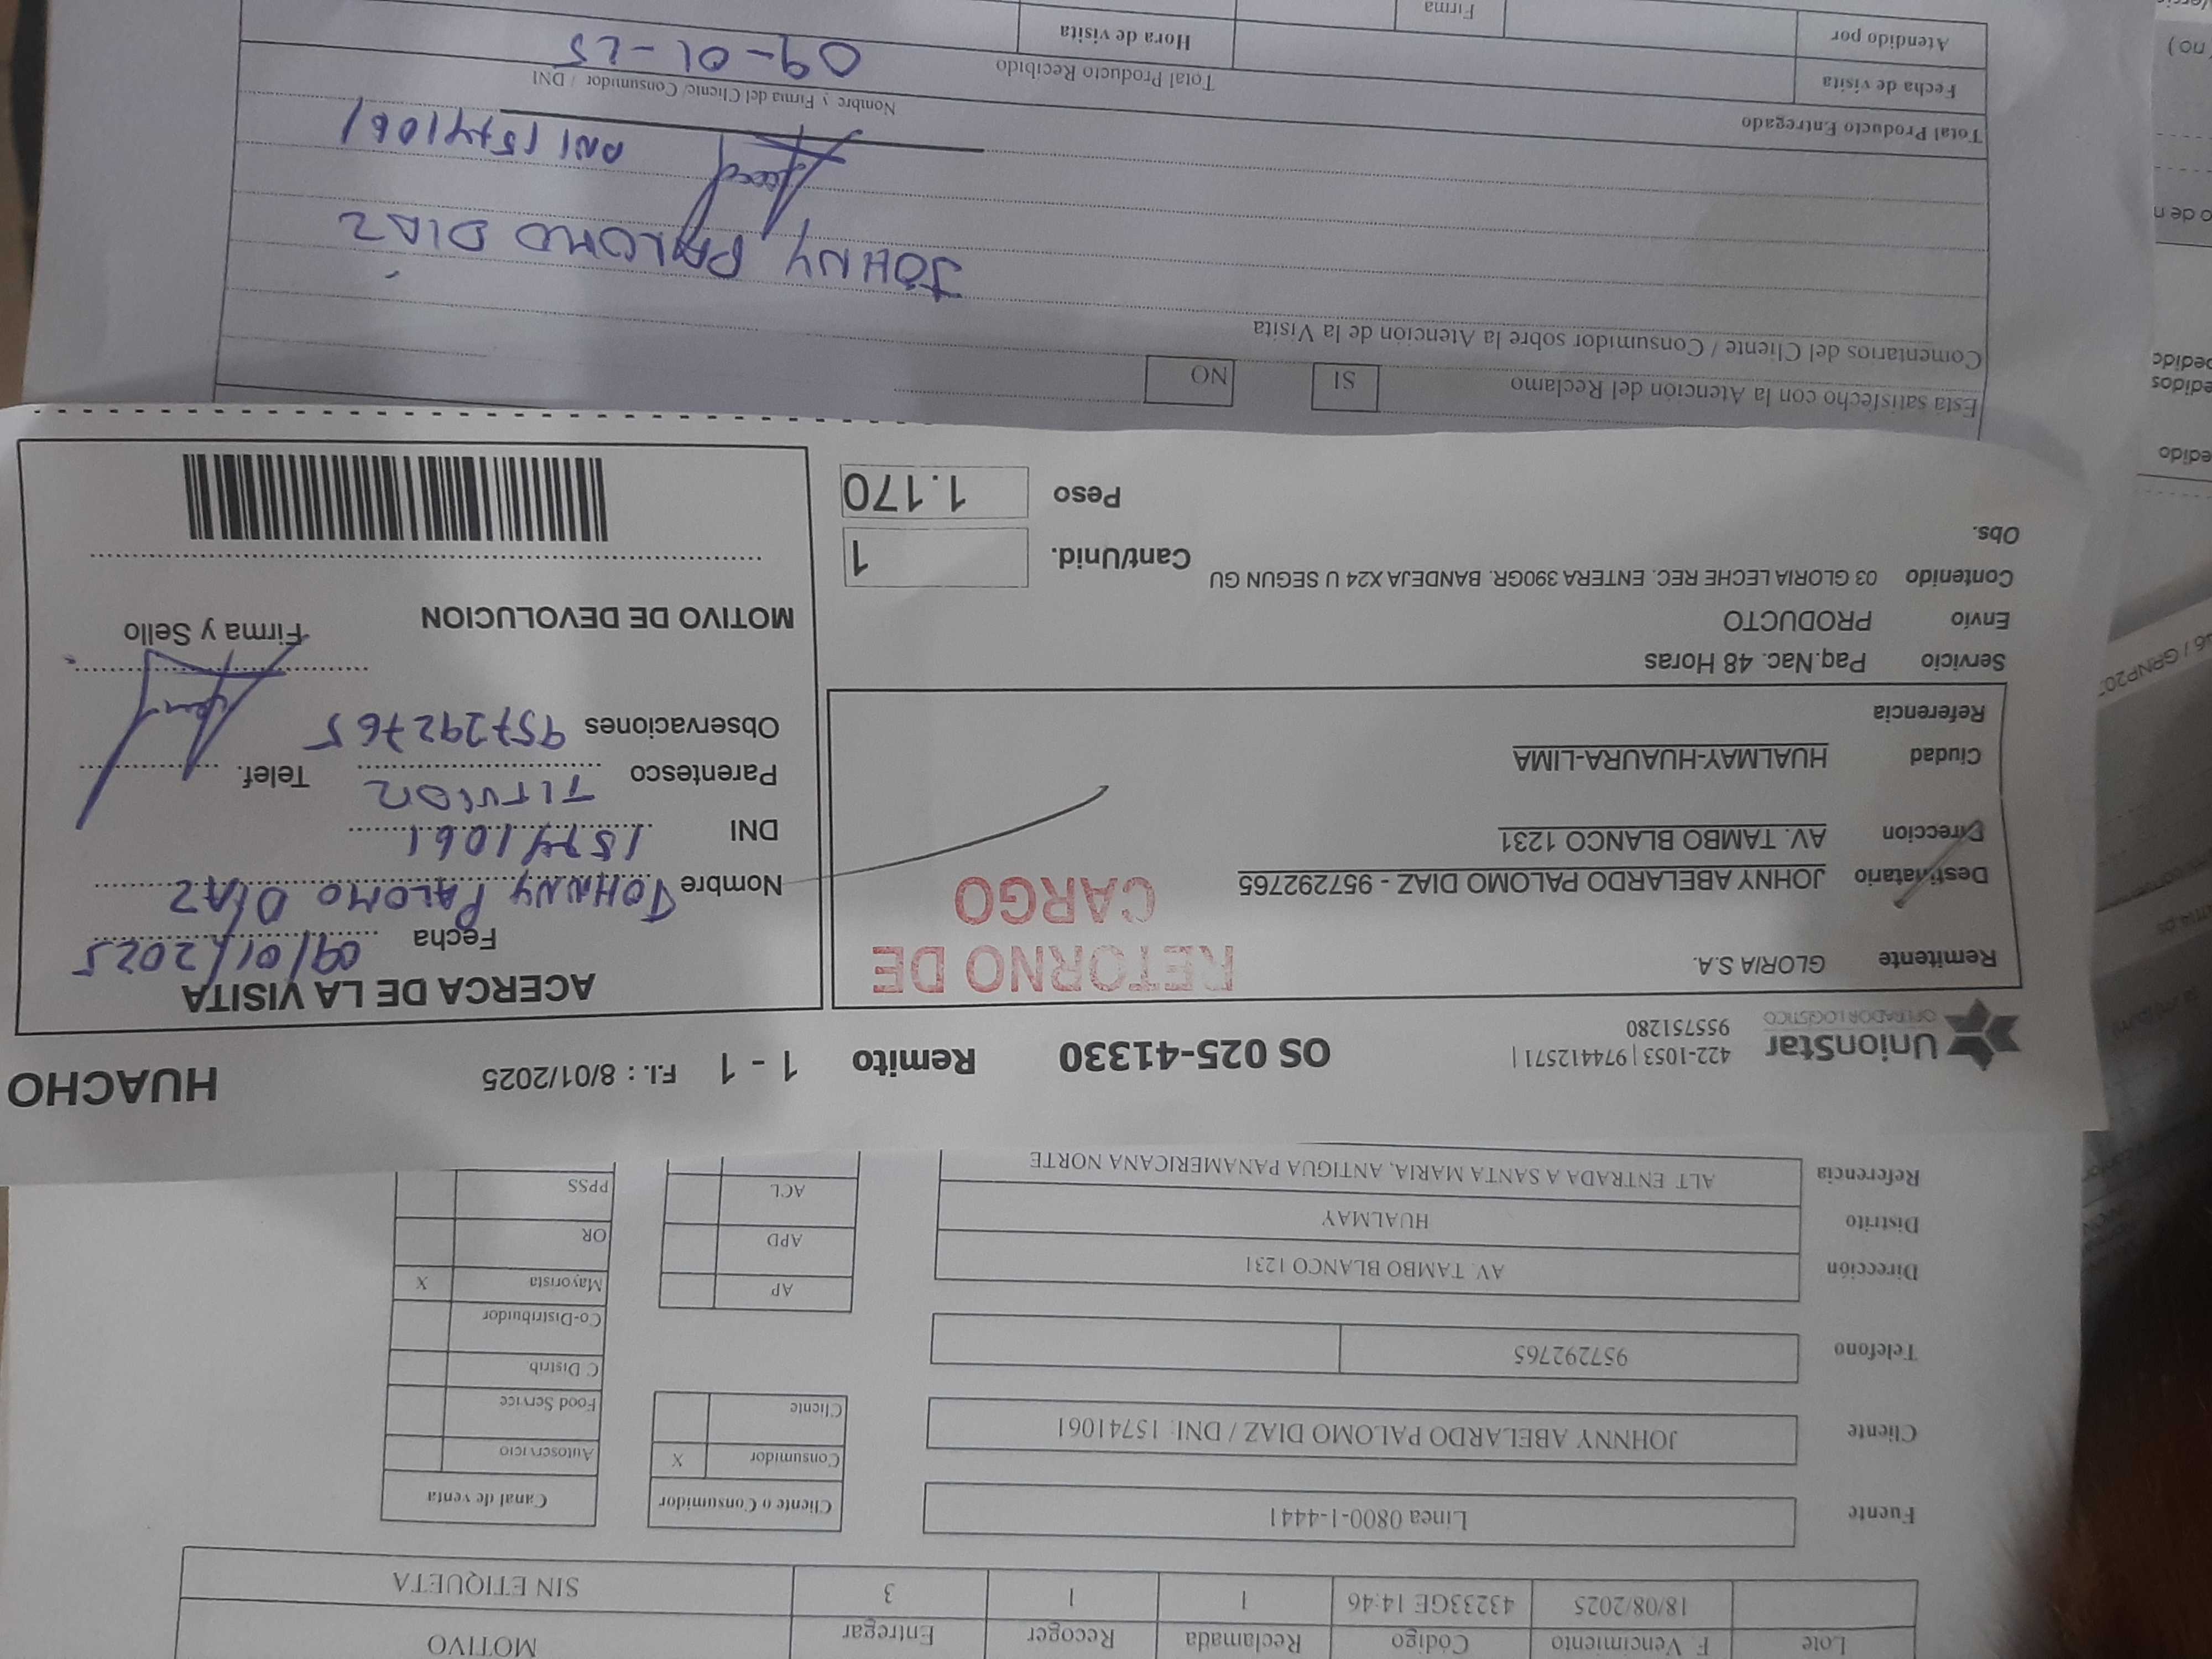 Lote F. Vencimiento Código Reclamada Recoger Entregar MOTIVO
18/08/2025 43233GE 14:46 1 1 3 SIN ETIQUETA
Fuente Linea 0800-1-4441
Cliente o Consumidor
Consumidor X
Cliente
Canal de venta
Autoservicio
Food Service
C Distrib
Co-Distribuidor
Mayorista X
OR
PPSS
Cliente JOHNNY ABELARDO PALOMO DIAZ / DNI: 15741061
Telefono 957292765
AP
APD
ACL
Dirección AV. TAMBO BLANCO 1231
Distrito HUALMAY
Referencia ALT. ENTRADA A SANTA MARIA, ANTIGUA PANAMERICANA NORTE
UnionStar
OPERADOR LOGÍSTICO
422-1053 | 974412571 |
955751280
OS 025-41330 Remito 1 - 1 F.I. : 8/01/2025 HUACHO
Remitente GLORIA S.A.
RETORNO DE
CARGO
Destinatario JOHNY ABELARDO PALOMO DIAZ - 957292765
Direccion AV. TAMBO BLANCO 1231
Ciudad HUALMAY-HUAURA-LIMA
Referencia
Servicio Paq.Nac. 48 Horas
Envio PRODUCTO
Contenido 03 GLORIA LECHE REC. ENTERA 390GR. BANDEJA X24 U SEGUN GU
Obs.
Cant/Unid. 1
Peso 1.170
ACERCA DE LA VISITA
Fecha 09/01/2025
Nombre JOHNNY PALOMO DIAZ
DNI 15741061
Parentesco TITULAR Telef.
Observaciones 957292765
Firma y Sello
MOTIVO DE DEVOLUCION
Está satisfecho con la Atención del Reclamo SI NO
Comentarios del Cliente / Consumidor sobre la Atención de la Visita
JOHNY PALOMO DIAZ
DNI 15741061
Nombre y Firma del Cliente/ Consumidor / DNI
Total Producto Entregado Total Producto Recibido
09-01-25
Fecha de visita Hora de visita
Atendido por Firma